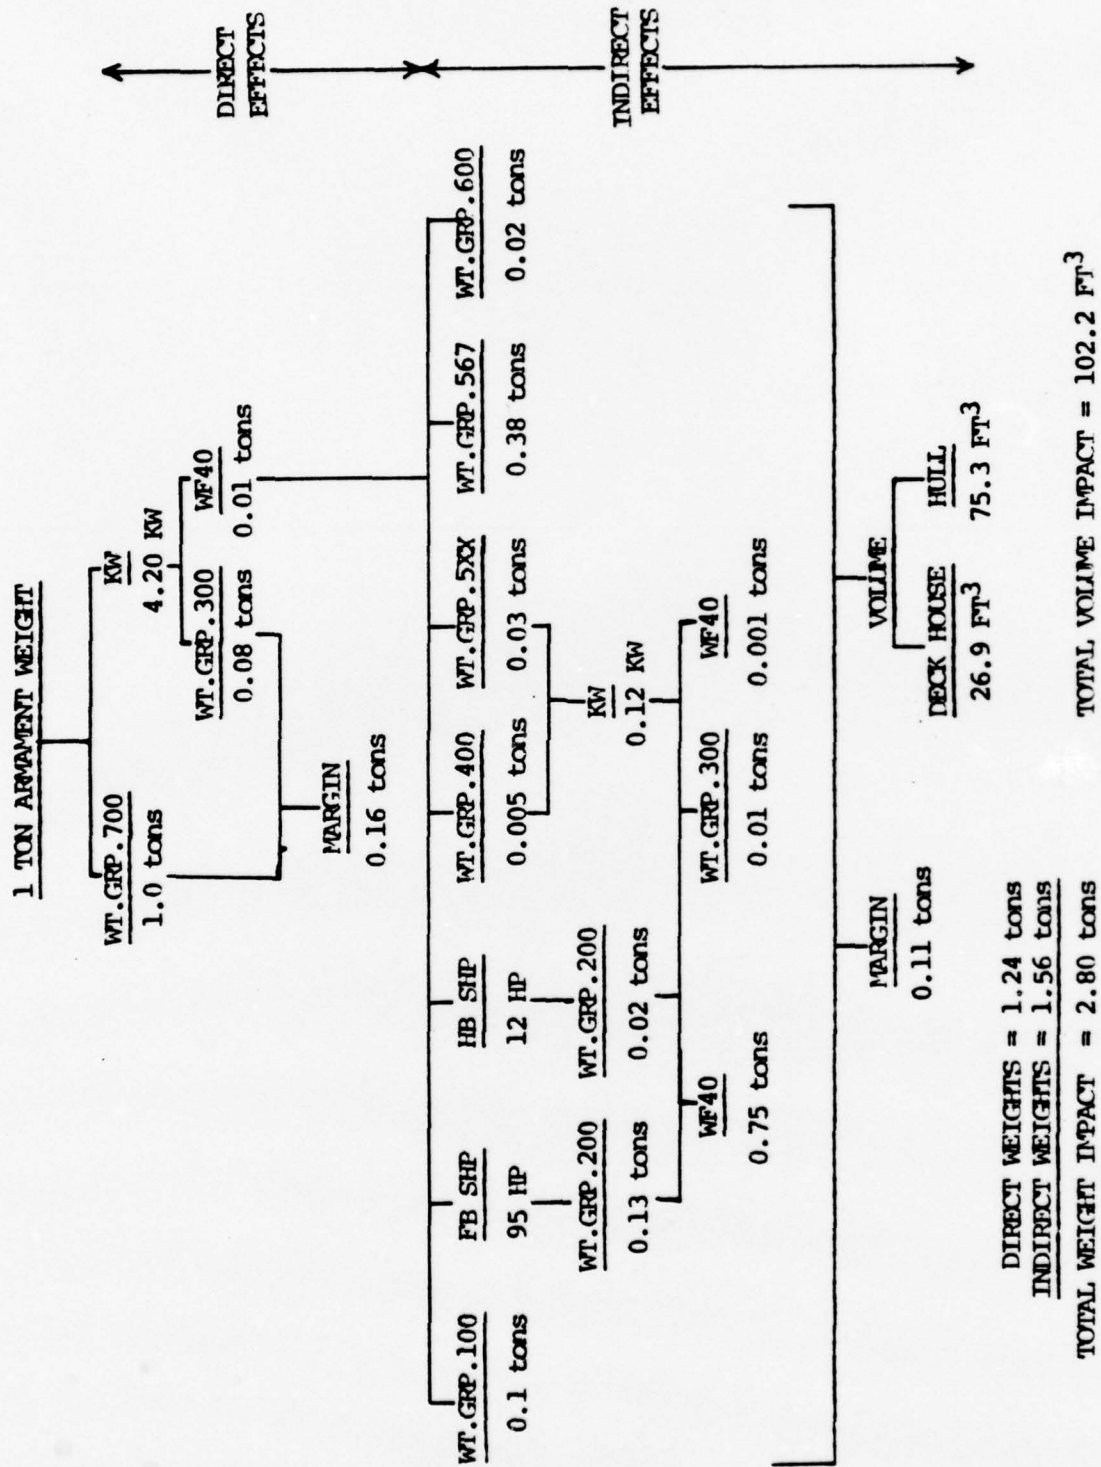 1 TON ARMAMENT WEIGHT
WT.GRP.700
1.0 tons
KW
4.20 KW
WT.GRP.300
0.08 tons
WF40
0.01 tons
MARGIN
0.16 tons
DIRECT
EFFECTS
WT.GRP.100
0.1 tons
FB SHP
95 HP
WT.GRP.200
0.13 tons
HB SHP
12 HP
WT.GRP.200
0.02 tons
WT.GRP.400
0.005 tons
WT.GRP.5XX
0.03 tons
WT.GRP.567
0.38 tons
WT.GRP.600
0.02 tons
KW
0.12 KW
WF40
0.75 tons
WT.GRP.300
0.01 tons
WF40
0.001 tons
INDIRECT
EFFECTS
MARGIN
0.11 tons
VOLUME
DECK HOUSE
26.9 FT³
HULL
75.3 FT³
DIRECT WEIGHTS = 1.24 tons
INDIRECT WEIGHTS = 1.56 tons
TOTAL WEIGHT IMPACT = 2.80 tons
TOTAL VOLUME IMPACT = 102.2 FT³